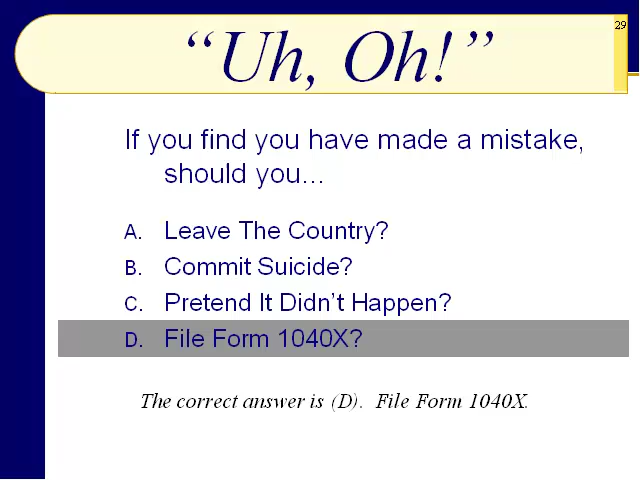 29
“Uh, Oh!”
If you find you have made a mistake,
should you...
A. Leave The Country?
B. Commit Suicide?
C. Pretend It Didn’t Happen?
D. File Form 1040X?
The correct answer is (D). File Form 1040X.